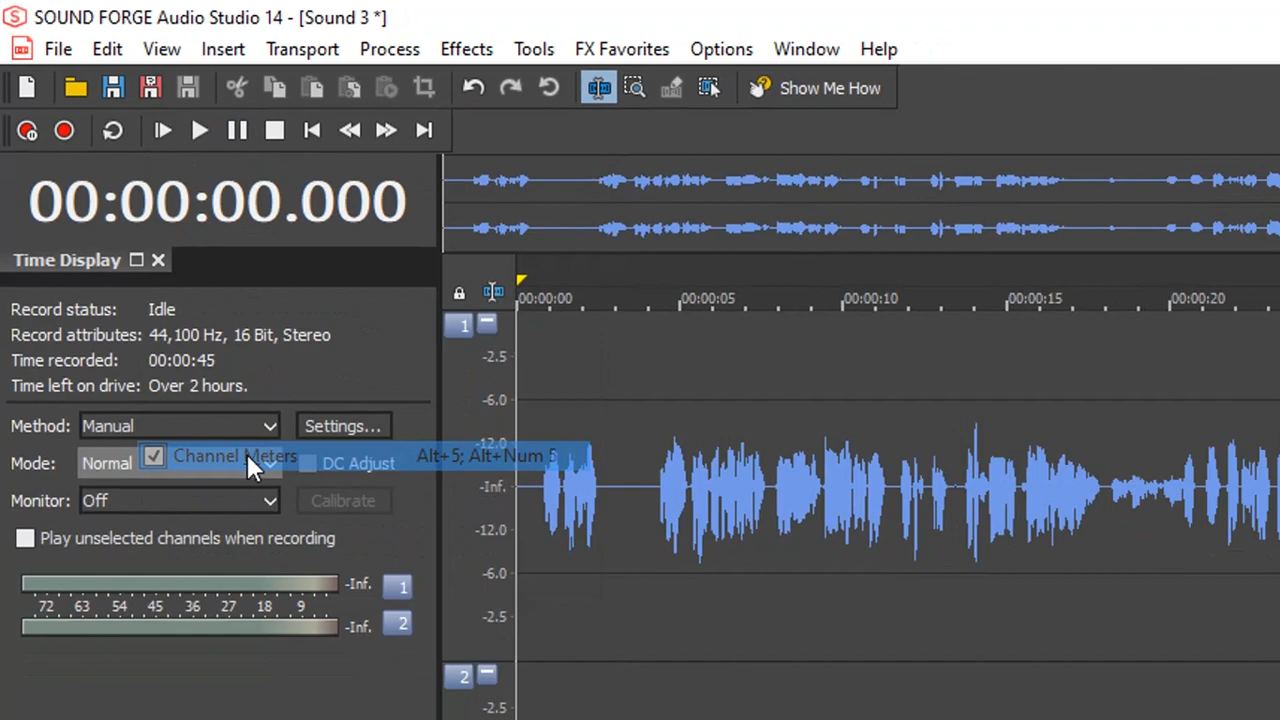 SOUND FORGE Audio Studio 14 - [Sound 3 *]
File Edit View Insert Transport Process Effects Tools FX Favorites Options Window Help
Show Me How
00:00:00.000
Time Display
00:00:00 00:00:05 00:00:10 00:00:15 00:00:20
Record status: Idle
Record attributes: 44,100 Hz, 16 Bit, Stereo
Time recorded: 00:00:45
Time left on drive: Over 2 hours.
Method: Manual Settings...
Channel Meters Alt+5; Alt+Num 5
Mode: Normal DC Adjust
Monitor: Off Calibrate
Play unselected channels when recording
-Inf. 1
72 63 54 45 36 27 18 9
-Inf. 2
1
-2.5
-6.0
-12.0
-Inf.
-12.0
-6.0
-2.5
2
-2.5